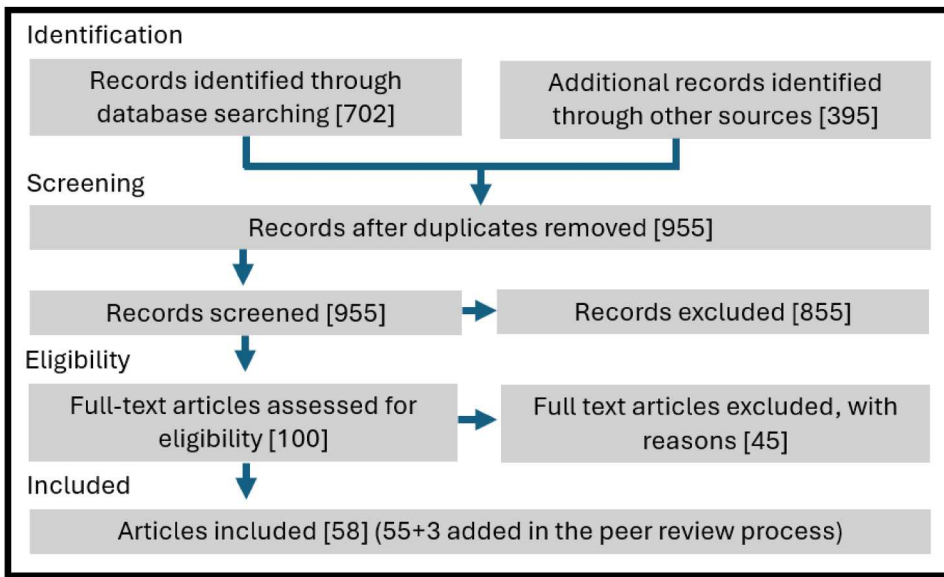 Identification
Records identified through
database searching [702]
Additional records identified
through other sources [395]
Screening
Records after duplicates removed [955]
Records screened [955]
Records excluded [855]
Eligibility
Full-text articles assessed for
eligibility [100]
Full text articles excluded, with
reasons [45]
Included
Articles included [58] (55+3 added in the peer review process)